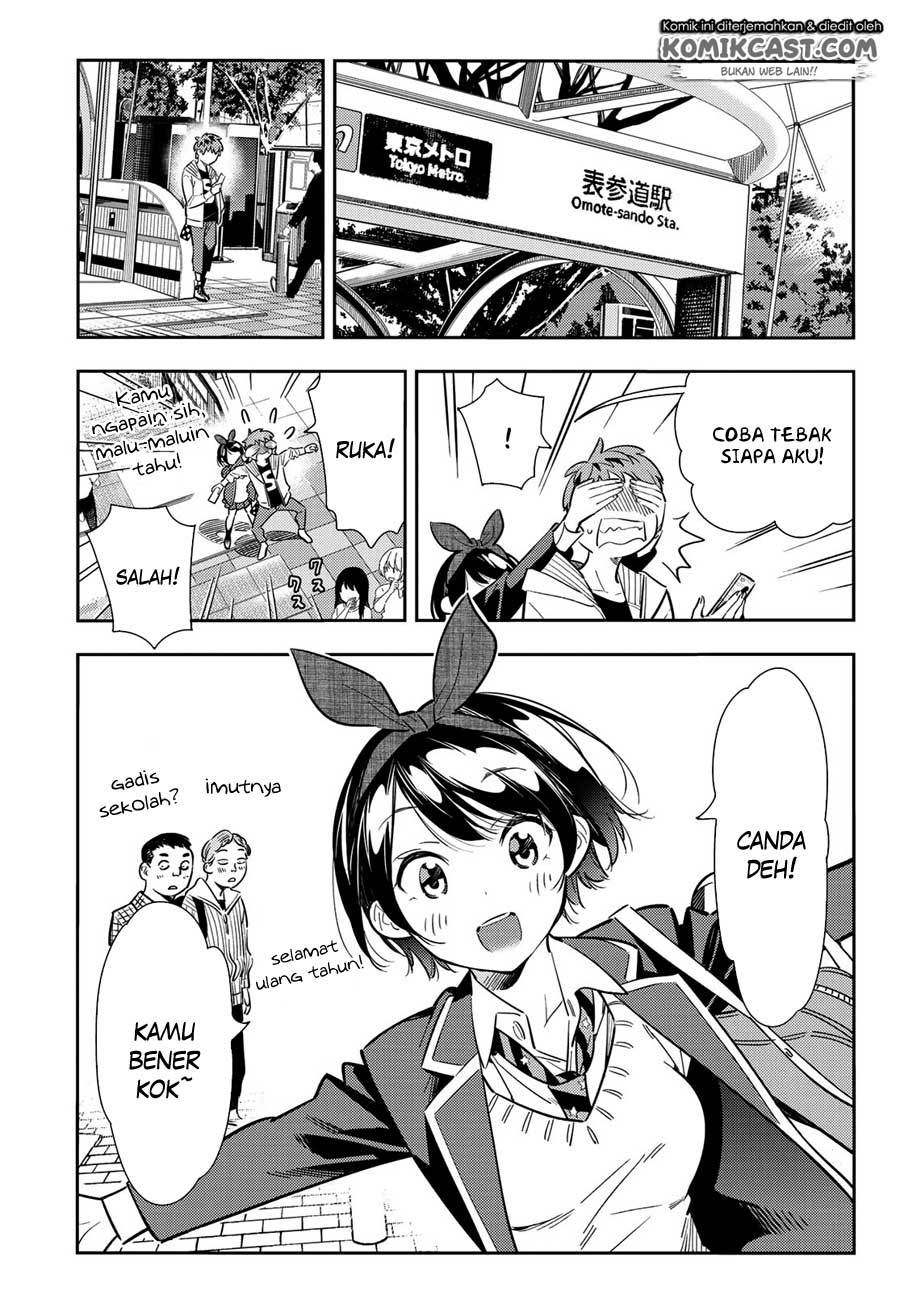 Komik ini diterjemahkan & diedit oleh
KOMIKCAST.COM
BUKAN WEB LAIN!!
東京メトロ
Tokyo Metro
表参道駅
Omote-sando Sta.
COBA TEBAK
SIAPA AKU!
!
RUKA!
Kamu
ngapain sih,
malu-maluin
tahu!
SALAH!
クスクス
CANDA
DEH!
imutnya
Gadis
sekolah?
selamat
ulang tahun!
KAMU
BENER
KOK~